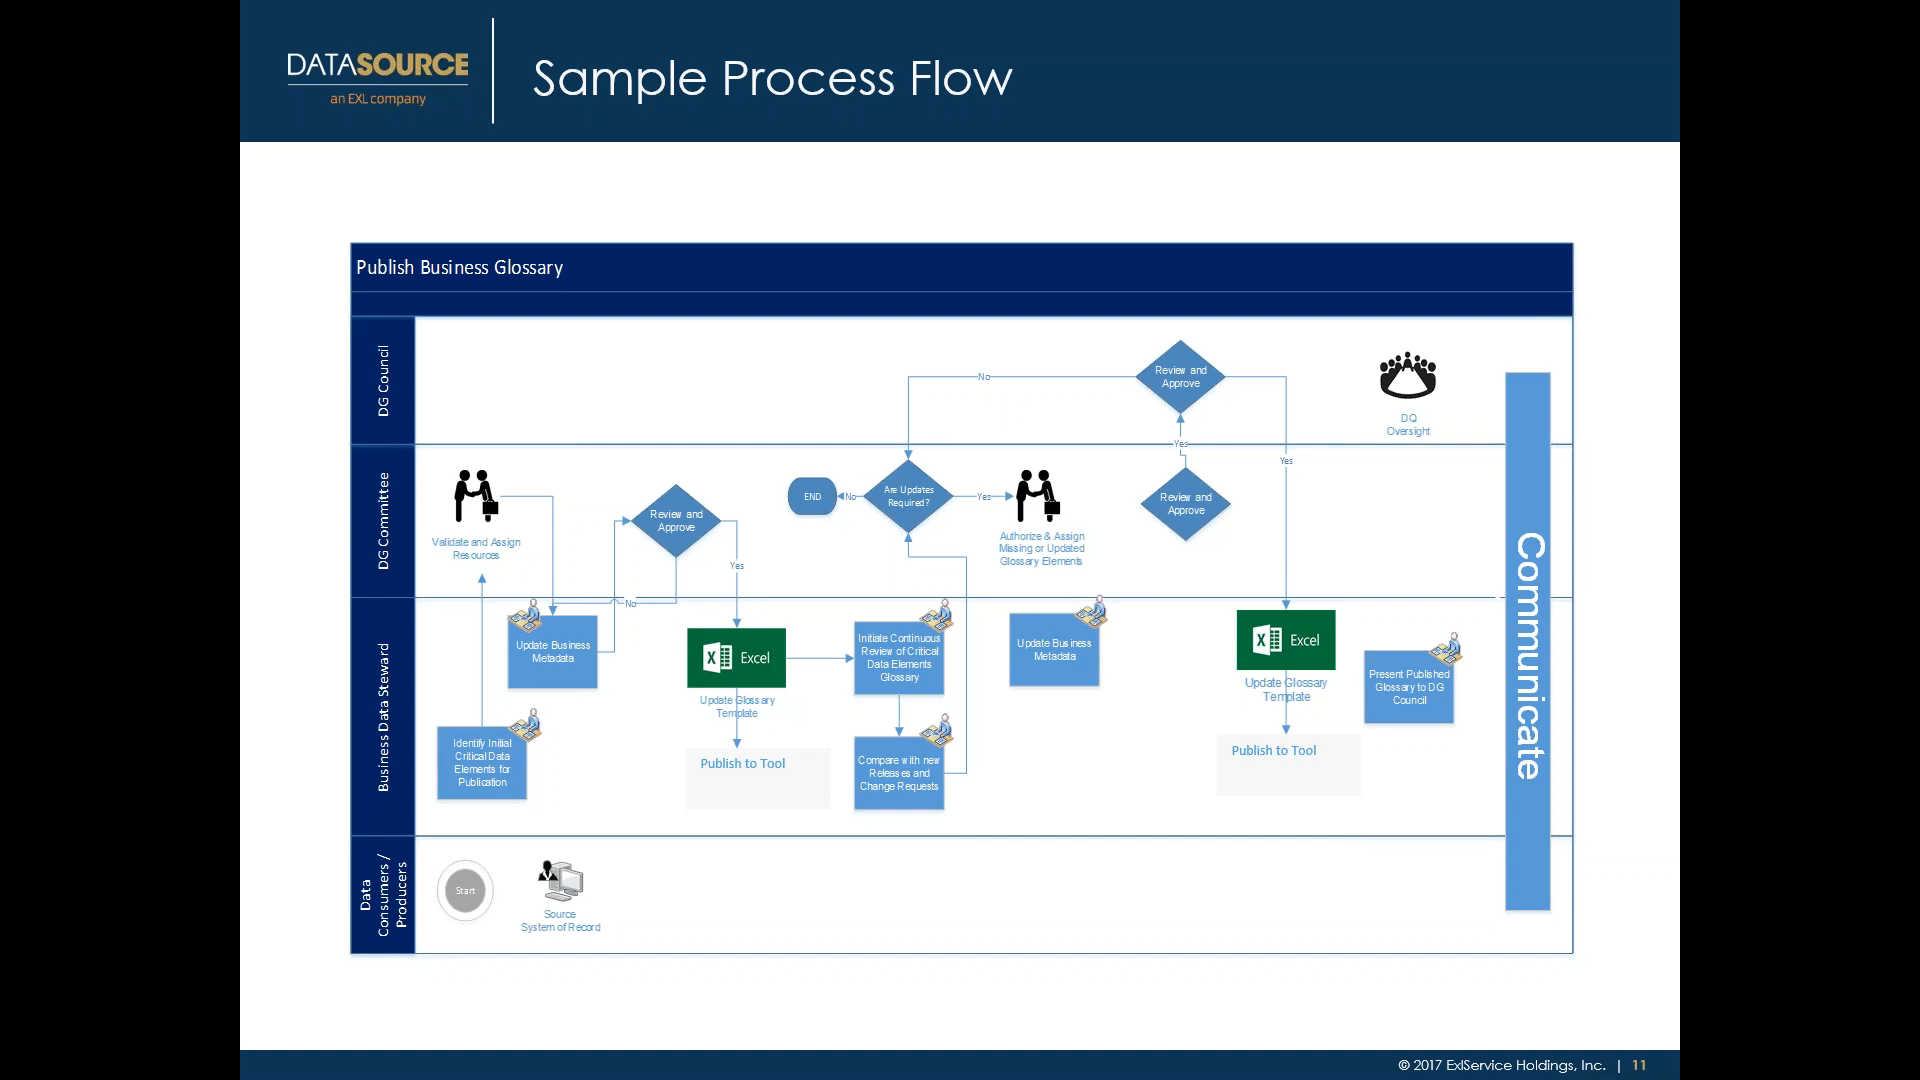 DATASOURCE
an EXL company
Sample Process Flow
Publish Business Glossary
DG Council
Review and
Approve
No
Yes
DQ
Oversight
DG Committee
Validate and Assign
Resources
Review and
Approve
Yes
No
END
No
Are Updates
Required?
Yes
Authorize & Assign
Missing or Updated
Glossary Elements
Review and
Approve
Yes
Business Data Steward
Update Business
Metadata
Identify Initial
Critical Data
Elements for
Publication
Excel
Update Glossary
Template
Publish to Tool
Initiate Continuous
Review of Critical
Data Elements
Glossary
Compare with new
Releases and
Change Requests
Update Business
Metadata
Excel
Update Glossary
Template
Publish to Tool
Present Published
Glossary to DG
Council
Communicate
Data
Consumers /
Producers
Start
Source
System of Record
© 2017 ExlService Holdings, Inc. | 11